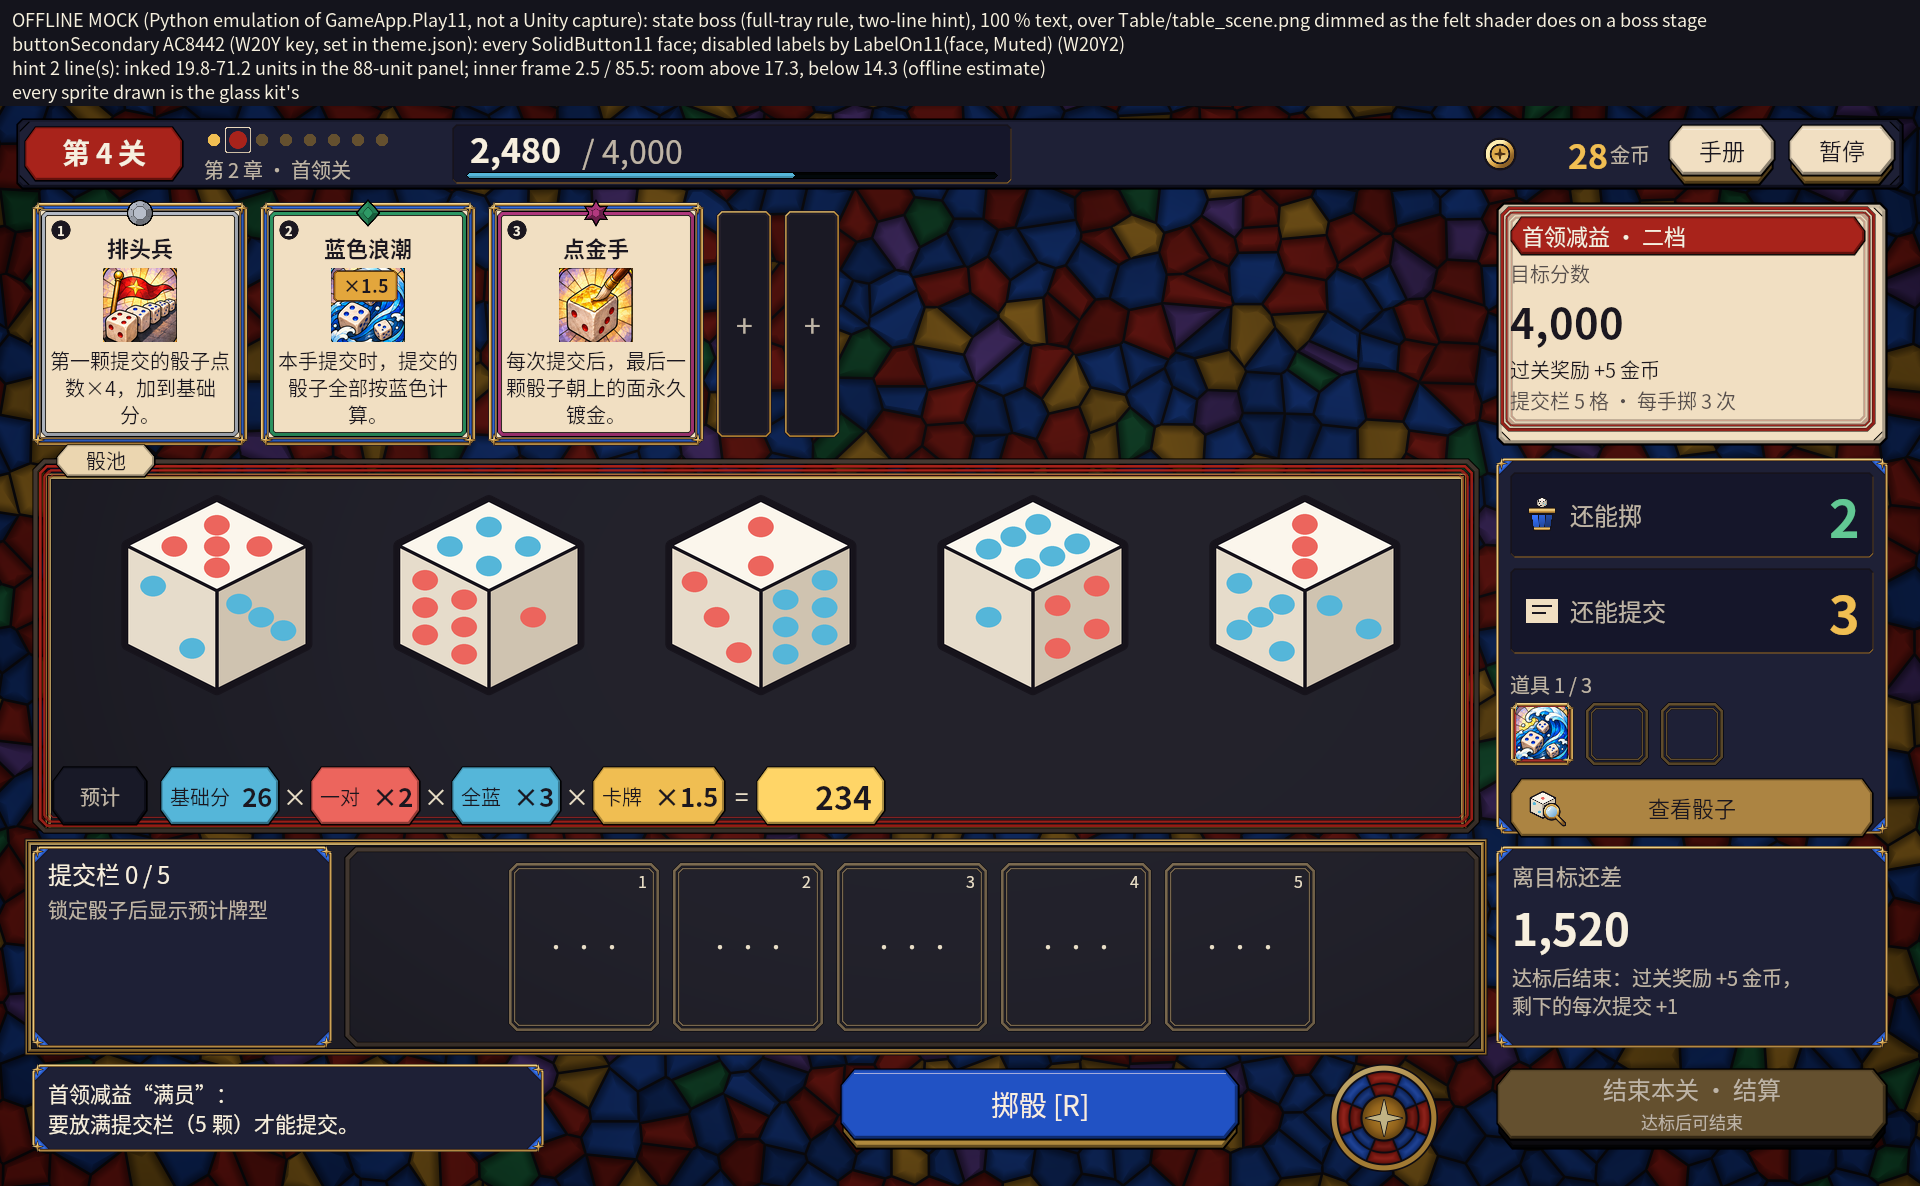 OFFLINE MOCK (Python emulation of GameApp.Play11, not a Unity capture): state boss (full-tray rule, two-line hint), 100 % text, over Table/table_scene.png dimmed as the felt shader does on a boss stage
buttonSecondary AC8442 (W20Y key, set in theme.json): every SolidButton11 face; disabled labels by LabelOn11(face, Muted) (W20Y2)
hint 2 line(s): inked 19.8-71.2 units in the 88-unit panel; inner frame 2.5 / 85.5: room above 17.3, below 14.3 (offline estimate)
every sprite drawn is the glass kit's
第 4 关
第 2 章 · 首领关
2,480 / 4,000
28金币
手册
暂停
1
排头兵
第一颗提交的骰子点
数×4，加到基础
分。
2
蓝色浪潮
×1.5
本手提交时，提交的
骰子全部按蓝色计
算。
3
点金手
每次提交后，最后一
颗骰子朝上的面永久
镀金。
+
+
首领减益 · 二档
目标分数
4,000
过关奖励 +5 金币
提交栏 5 格 · 每手掷 3 次
骰池
还能掷 2
还能提交 3
道具 1 / 3
查看骰子
预计 基础分 26 × 一对 ×2 × 全蓝 ×3 × 卡牌 ×1.5 = 234
提交栏 0 / 5
锁定骰子后显示预计牌型
1
2
3
4
5
离目标还差
1,520
达标后结束：过关奖励 +5 金币，
剩下的每次提交 +1
首领减益“满员”：
要放满提交栏（5 颗）才能提交。
掷骰 [R]
结束本关 · 结算
达标后可结束